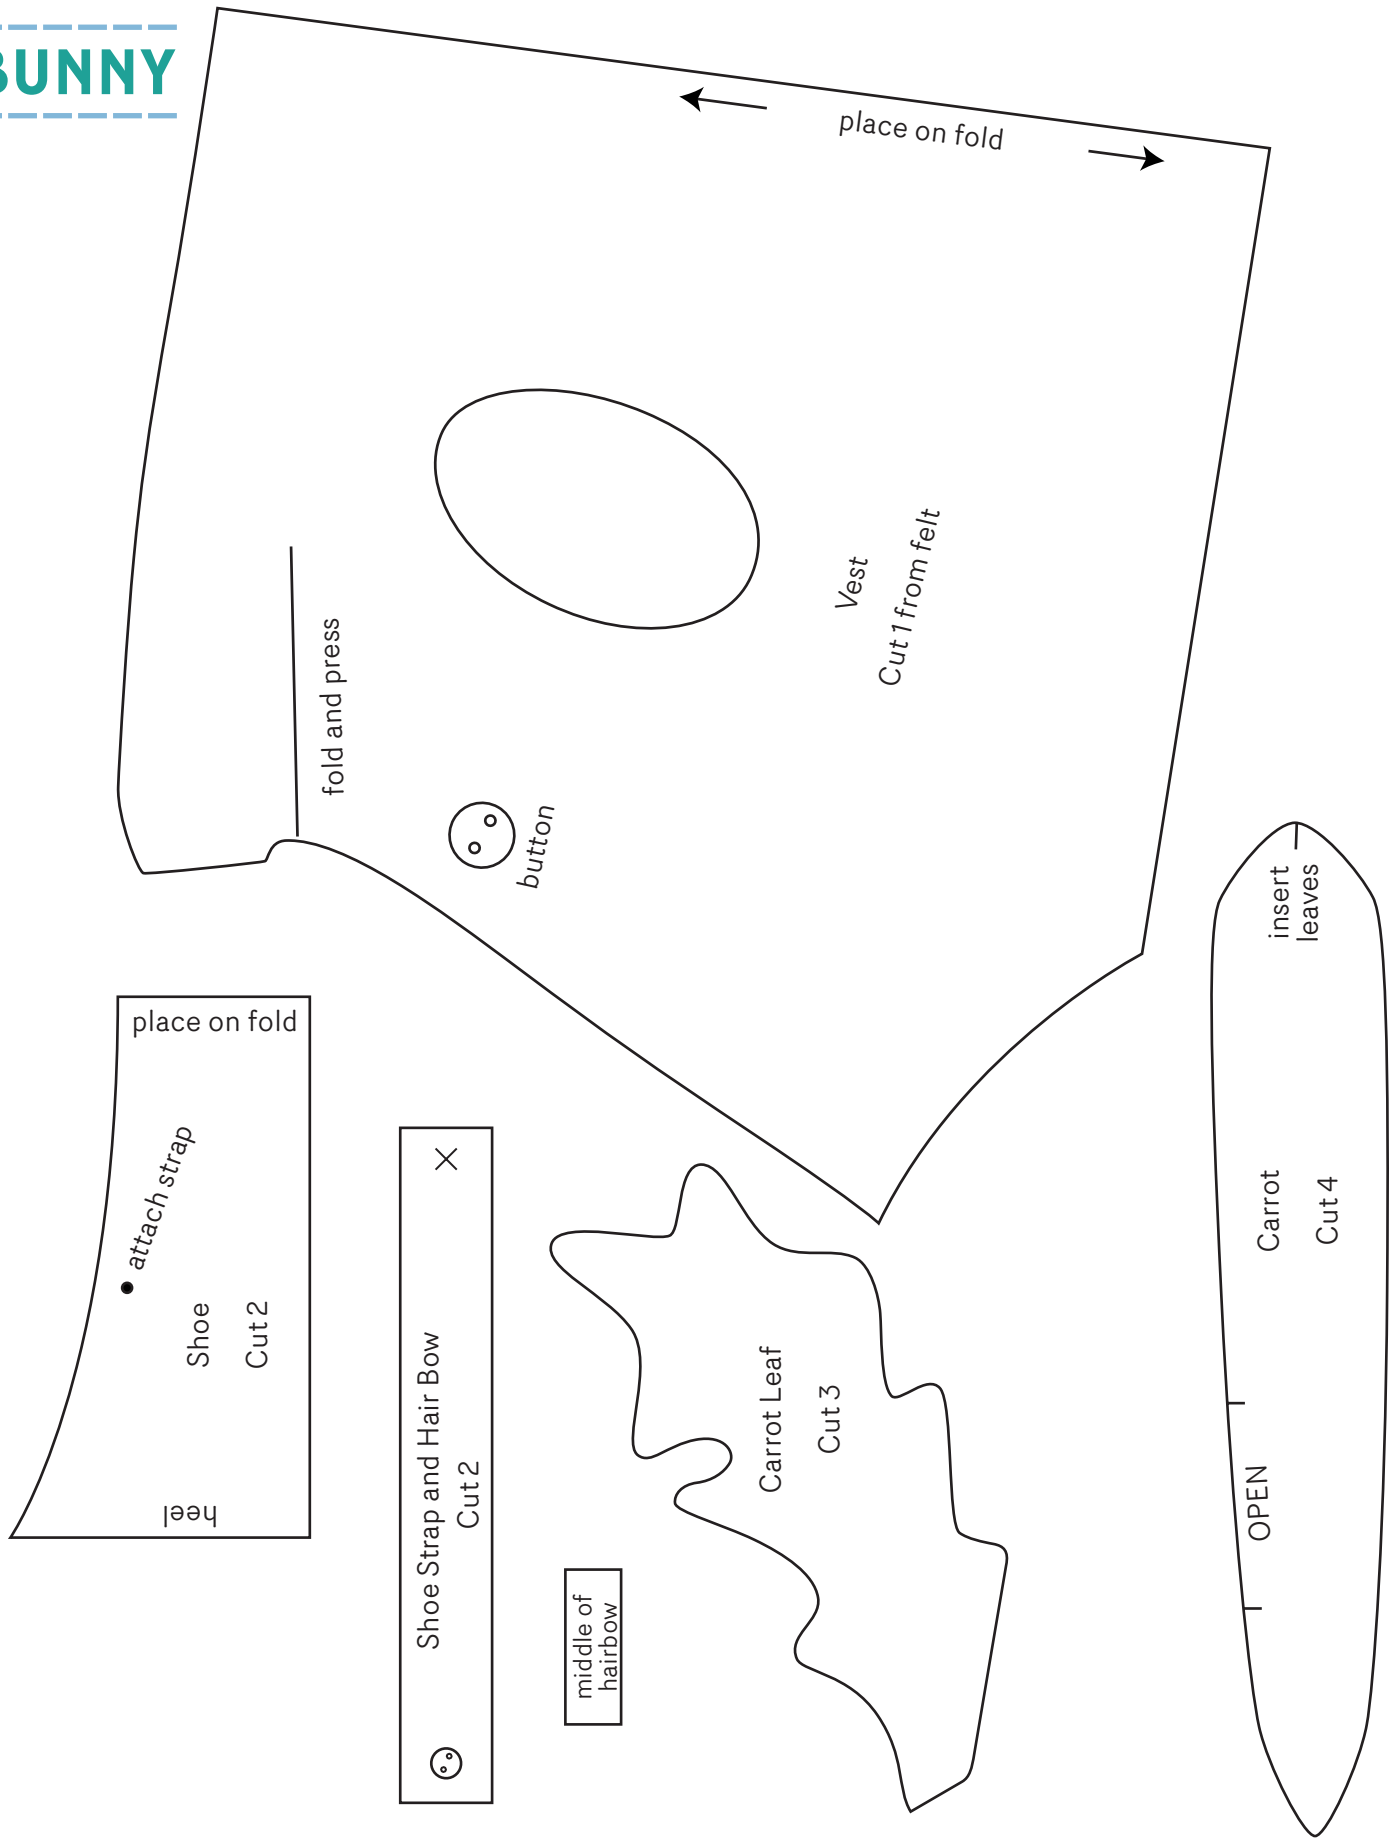 BUNNY
place on fold
Vest
Cut 1 from felt
fold and press
button
insert
leaves
Carrot
Cut 4
OPEN
place on fold
attach strap
Shoe
Cut 2
heel
Shoe Strap and Hair Bow
Cut 2
middle of
hairbow
Carrot Leaf
Cut 3